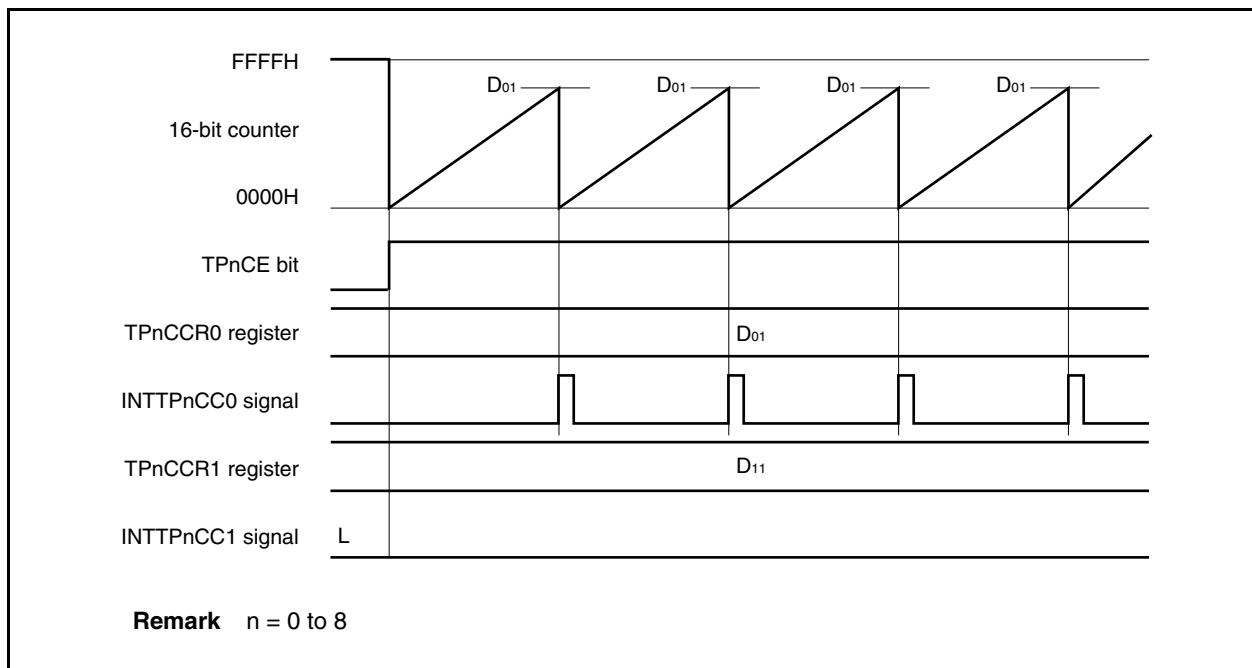 FFFFH
D01 D01 D01 D01
16-bit counter
0000H
TPnCE bit
TPnCCR0 register D01
INTTPnCC0 signal
TPnCCR1 register D11
INTTPnCC1 signal L
Remark n = 0 to 8